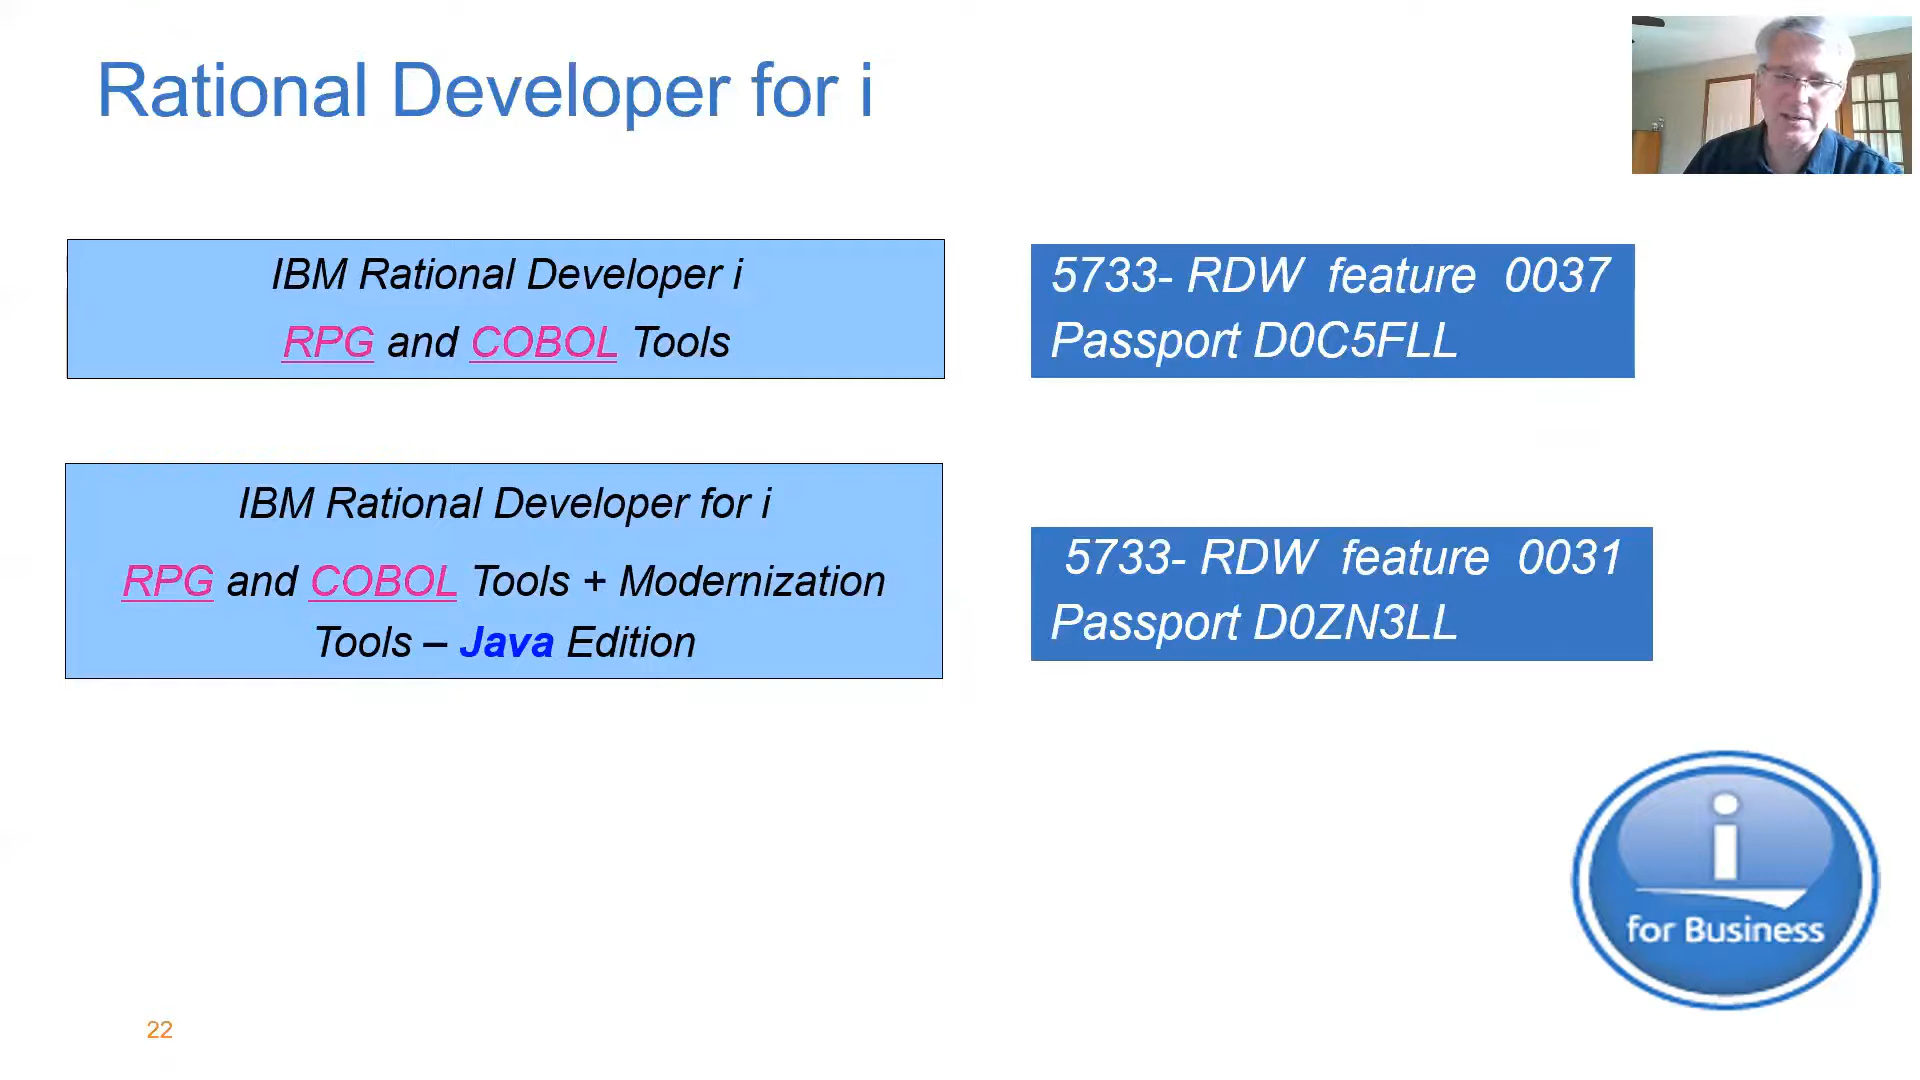 Rational Developer for i
IBM Rational Developer i
RPG and COBOL Tools
5733- RDW feature 0037
Passport D0C5FLL
IBM Rational Developer for i
RPG and COBOL Tools + Modernization
Tools – Java Edition
5733- RDW feature 0031
Passport D0ZN3LL
i
for Business
22